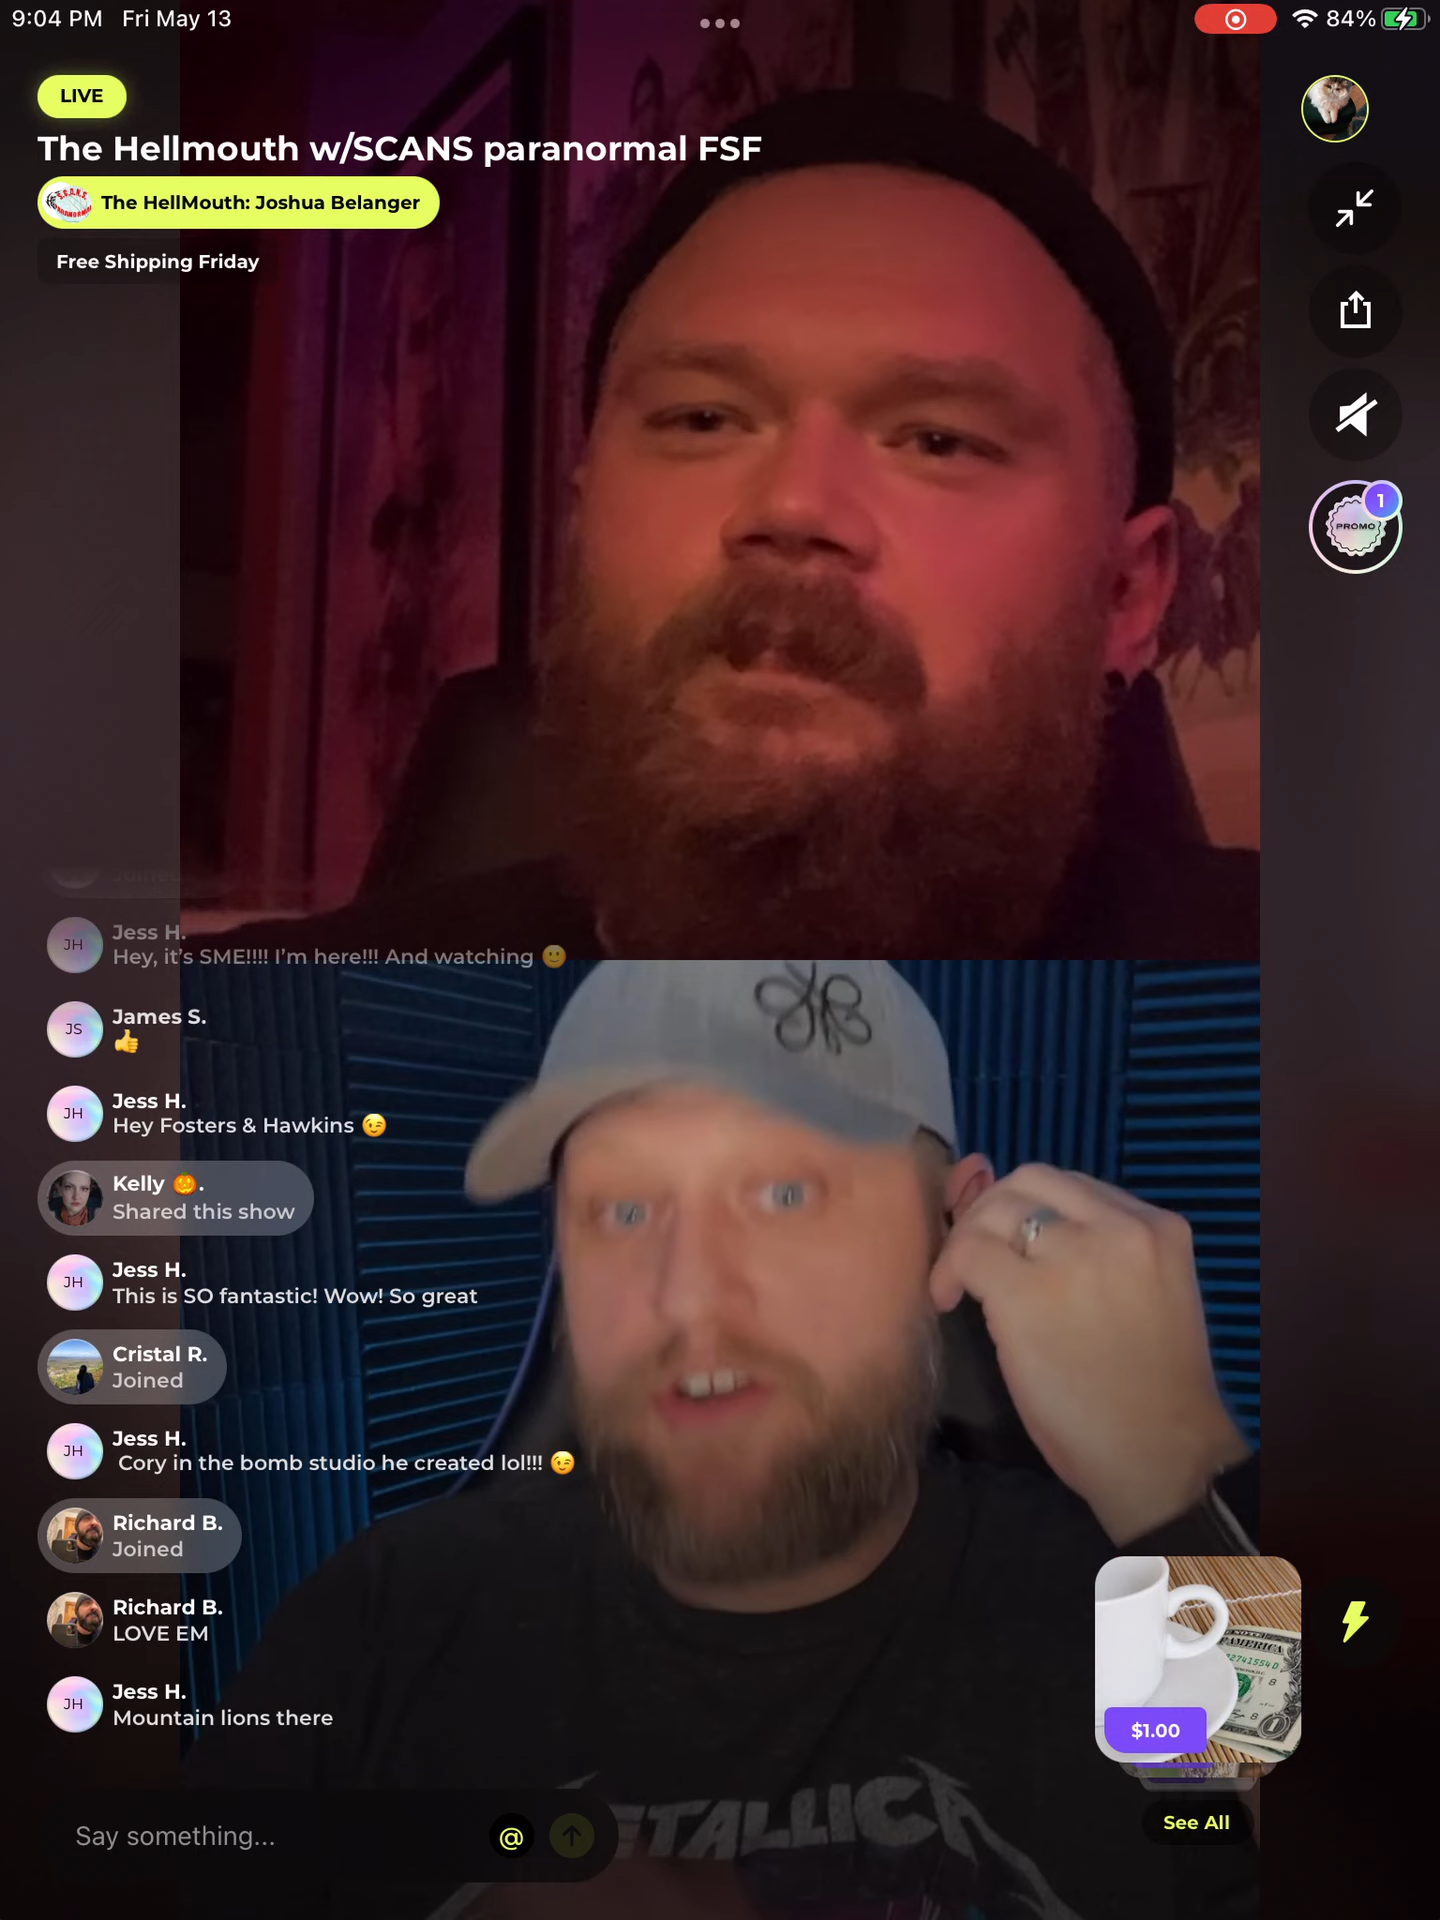 9:04 PM Fri May 13
84%
LIVE
The Hellmouth w/SCANS paranormal FSF
The HellMouth: Joshua Belanger
Free Shipping Friday
PROMO
1
Joined
JH
Jess H.
Hey, it's SME!!!! I'm here!!! And watching 🙂
JS
James S.
👍
JH
Jess H.
Hey Fosters & Hawkins 😉
Kelly 🎃.
Shared this show
JH
Jess H.
This is SO fantastic! Wow! So great
Cristal R.
Joined
JH
Jess H.
Cory in the bomb studio he created lol!!! 😉
Richard B.
Joined
Richard B.
LOVE EM
JH
Jess H.
Mountain lions there
$1.00
METALLICA
Say something...
@
See All